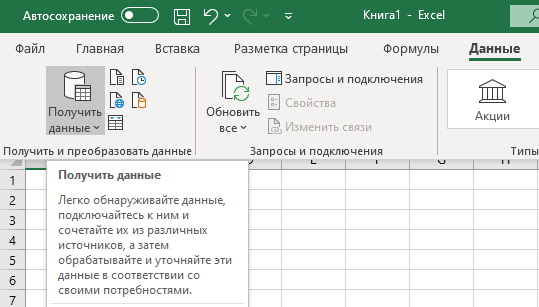 Автосохранение
Книга1 - Excel
Файл Главная Вставка Разметка страницы Формулы Данные
Получить данные
Обновить все
Запросы и подключения
Свойства
Изменить связи
Акции
Получить и преобразовать данные
Запросы и подключения
Типы
Получить данные
Легко обнаруживайте данные,
подключайтесь к ним и
сочетайте их из различных
источников, а затем
обрабатывайте и уточняйте эти
данные в соответствии со
своими потребностями.
1
2
3
4
5
6
7